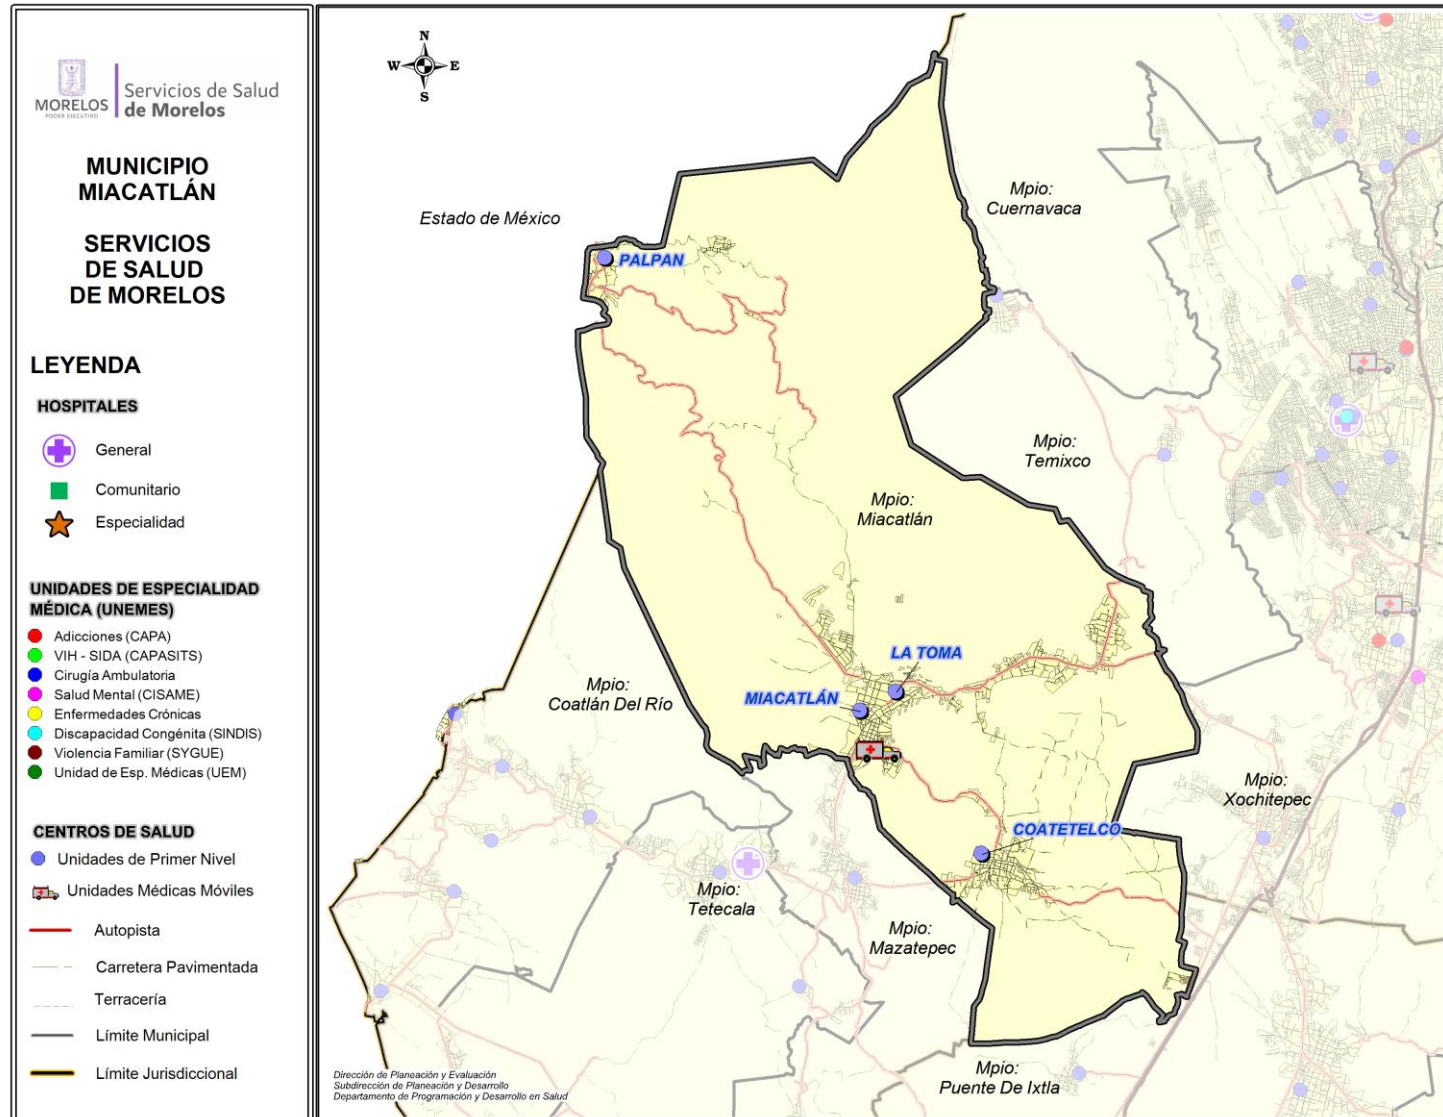 MORELOS
PODER EJECUTIVO
Servicios de Salud
de Morelos
MUNICIPIO
MIACATLÁN
SERVICIOS
DE SALUD
DE MORELOS
LEYENDA
HOSPITALES
General
Comunitario
Especialidad
UNIDADES DE ESPECIALIDAD
MÉDICA (UNEMES)
Adicciones (CAPA)
VIH - SIDA (CAPASITS)
Cirugía Ambulatoria
Salud Mental (CISAME)
Enfermedades Crónicas
Discapacidad Congénita (SINDIS)
Violencia Familiar (SYGUE)
Unidad de Esp. Médicas (UEM)
CENTROS DE SALUD
Unidades de Primer Nivel
Unidades Médicas Móviles
Autopista
Carretera Pavimentada
Terracería
Límite Municipal
Límite Jurisdiccional
N
W E
S
Estado de México
Mpio:
Cuernavaca
PALPAN
Mpio:
Temixco
Mpio:
Miacatlán
LA TOMA
MIACATLÁN
Mpio:
Coatlán Del Río
Mpio:
Xochitepec
COATETELCO
Mpio:
Tetecala
Mpio:
Mazatepec
Mpio:
Puente De Ixtla
Dirección de Planeación y Evaluación
Subdirección de Planeación y Desarrollo
Departamento de Programación y Desarrollo en Salud